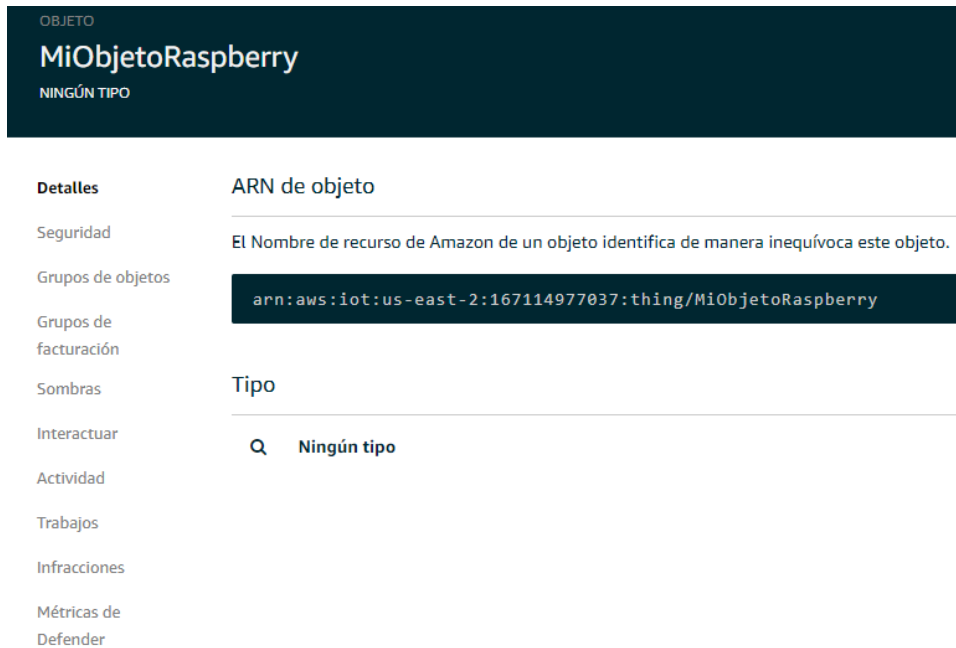 OBJETO
MiObjetoRaspberry
NINGÚN TIPO
Detalles
Seguridad
Grupos de objetos
Grupos de
facturación
Sombras
Interactuar
Actividad
Trabajos
Infracciones
Métricas de
Defender
ARN de objeto
El Nombre de recurso de Amazon de un objeto identifica de manera inequívoca este objeto.
arn:aws:iot:us-east-2:167114977037:thing/MiObjetoRaspberry
Tipo
Ningún tipo